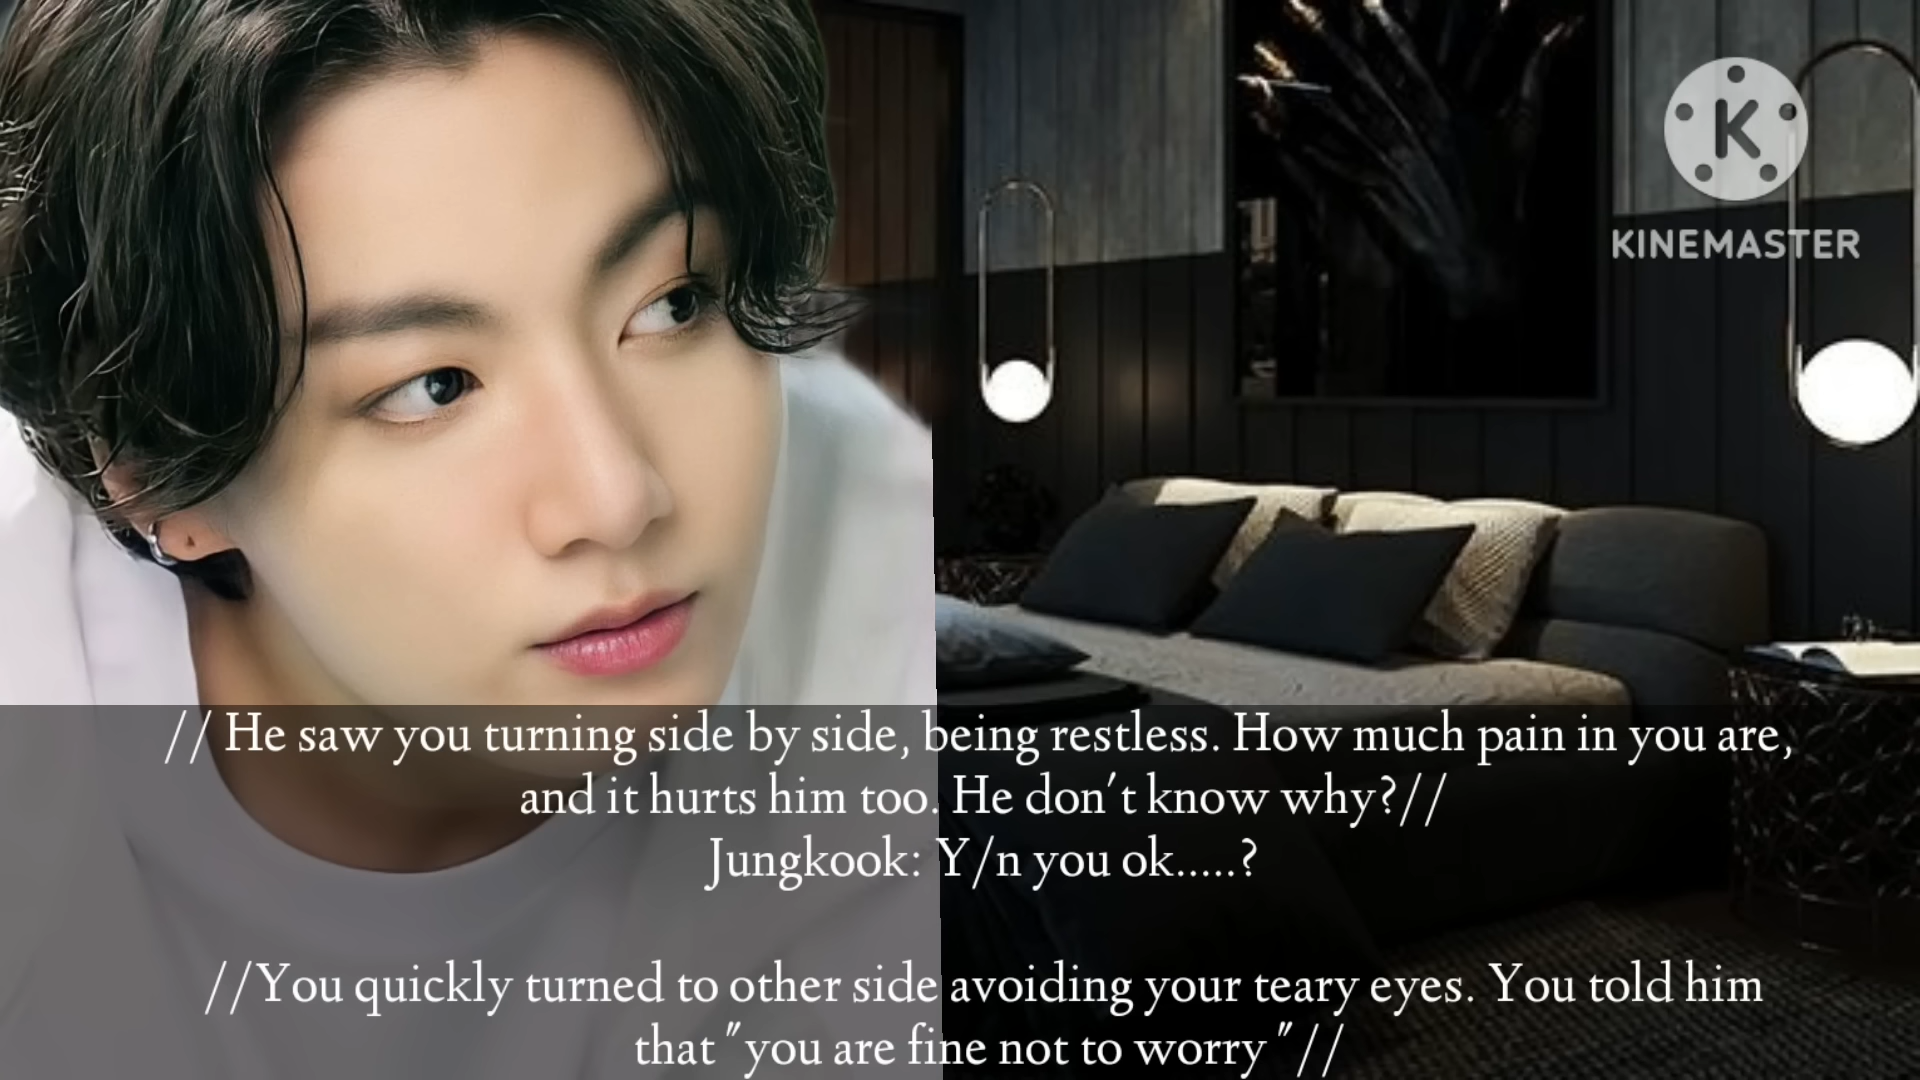 K
KINEMASTER
// He saw you turning side by side, being restless. How much pain in you are,
and it hurts him too. He don't know why?//
Jungkook: Y/n you ok.....?
//You quickly turned to other side avoiding your teary eyes. You told him
that "you are fine not to worry "//